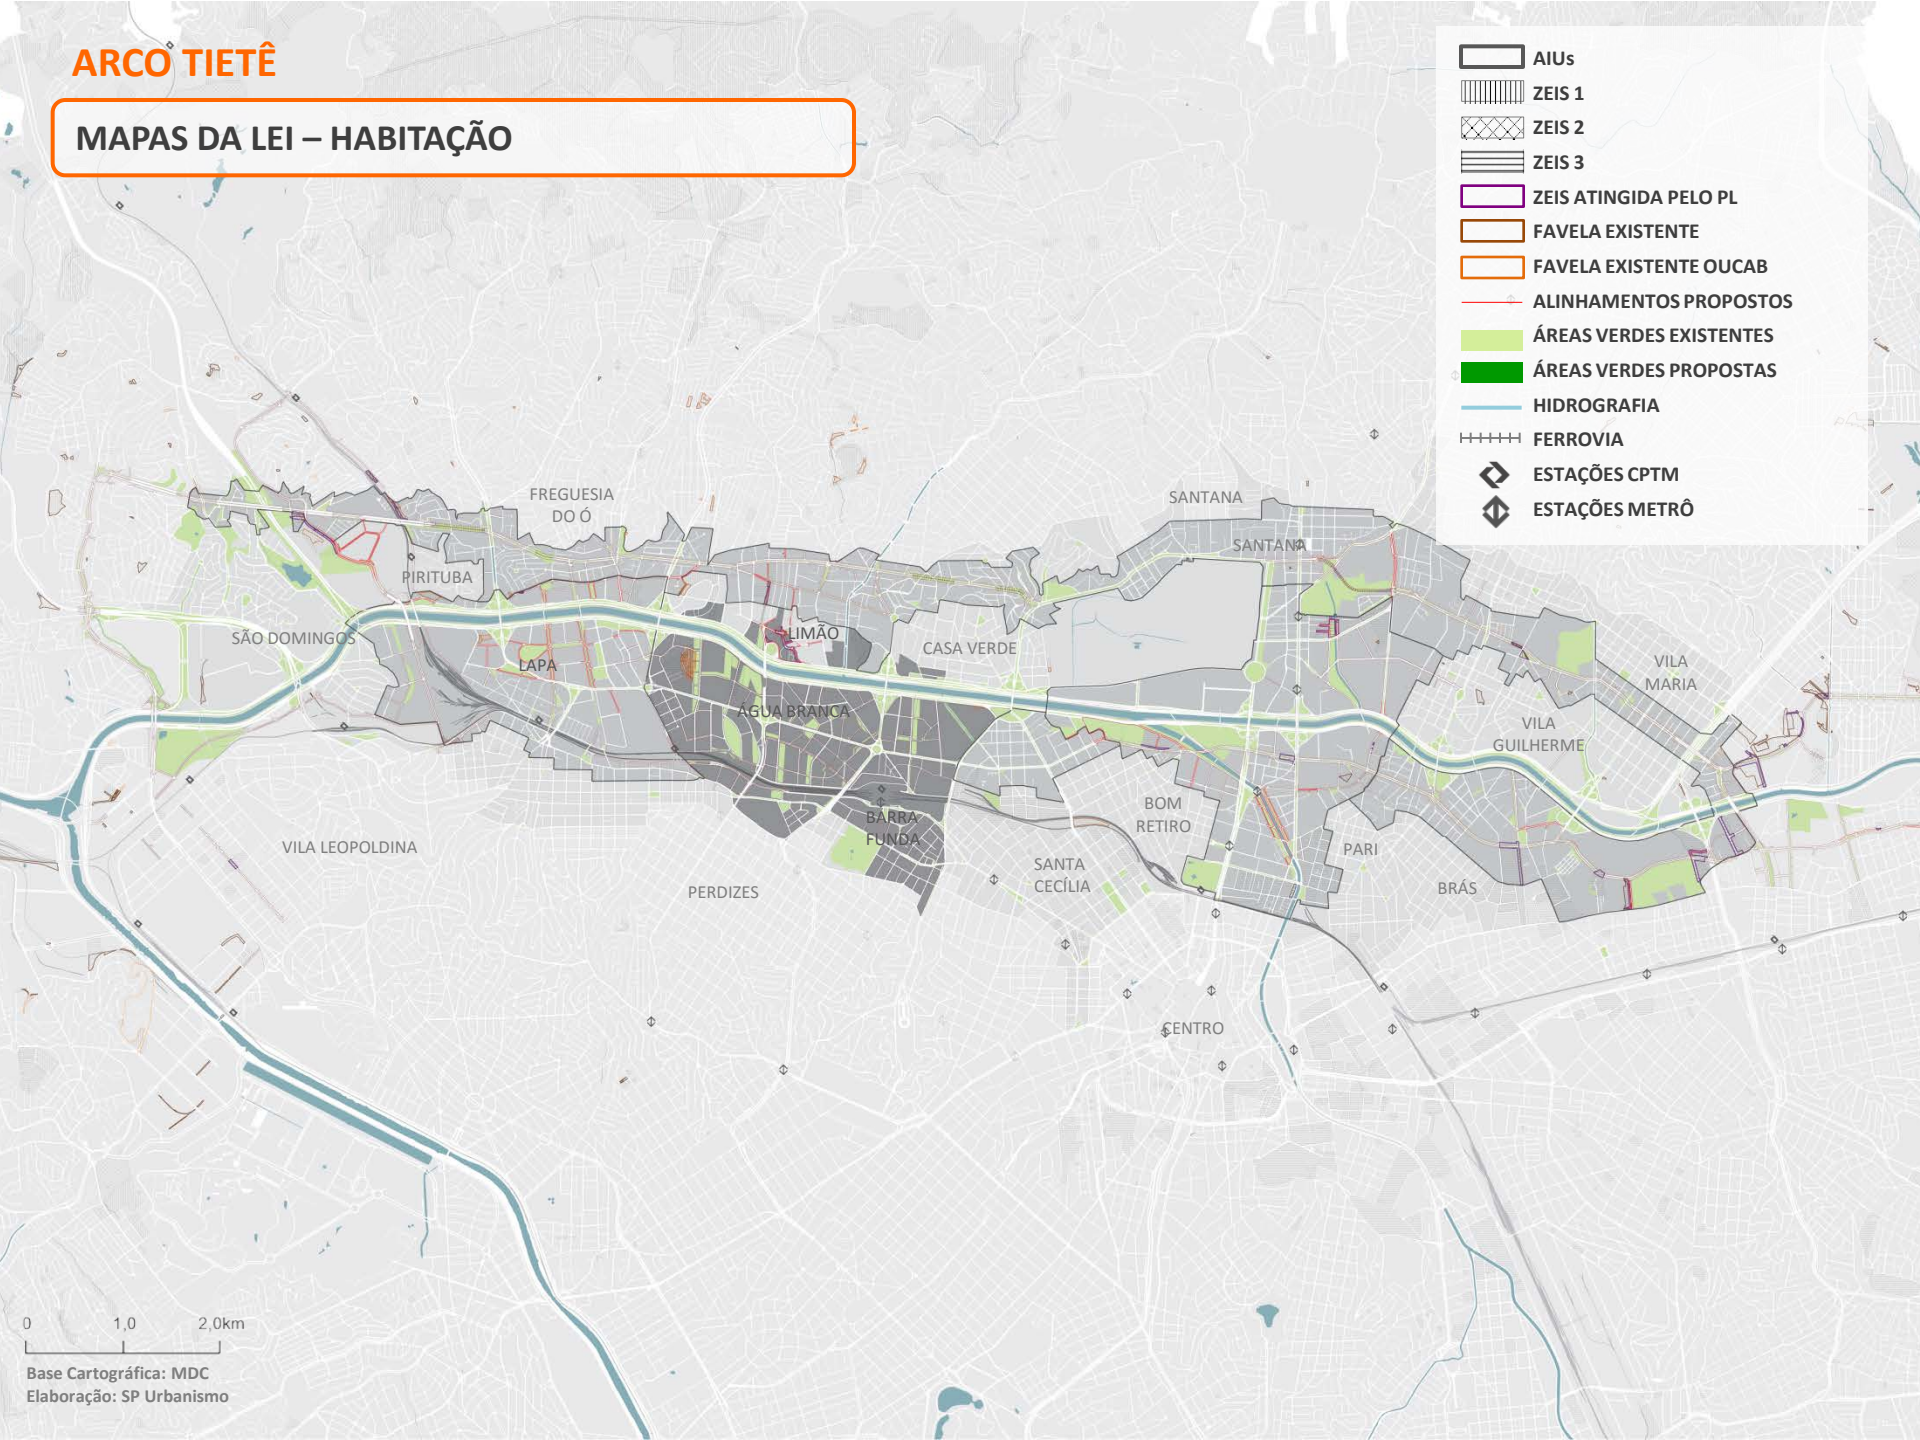 ARCO TIETÊ
MAPAS DA LEI – HABITAÇÃO
AIUs
ZEIS 1
ZEIS 2
ZEIS 3
ZEIS ATINGIDA PELO PL
FAVELA EXISTENTE
FAVELA EXISTENTE OUCAB
ALINHAMENTOS PROPOSTOS
ÁREAS VERDES EXISTENTES
ÁREAS VERDES PROPOSTAS
HIDROGRAFIA
FERROVIA
ESTAÇÕES CPTM
ESTAÇÕES METRÔ
FREGUESIA
DO Ó
SANTANA
SANTANA
PIRITUBA
SÃO DOMINGOS
LIMÃO
CASA VERDE
LAPA
VILA
MARIA
ÁGUA BRANCA
VILA
GUILHERME
BOM
RETIRO
BARRA
FUNDA
VILA LEOPOLDINA
PARI
SANTA
CECÍLIA
PERDIZES
BRÁS
CENTRO
0 1,0 2,0km
Base Cartográfica: MDC
Elaboração: SP Urbanismo